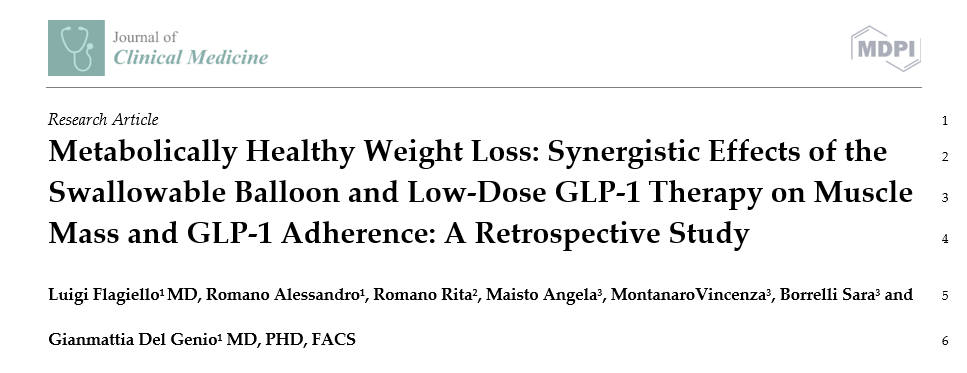 Journal of
Clinical Medicine
MDPI
Research Article 1
Metabolically Healthy Weight Loss: Synergistic Effects of the 2
Swallowable Balloon and Low-Dose GLP-1 Therapy on Muscle 3
Mass and GLP-1 Adherence: A Retrospective Study 4
Luigi Flagiello¹ MD, Romano Alessandro¹, Romano Rita², Maisto Angela³, MontanaroVincenza³, Borrelli Sara³ and 5
Gianmattia Del Genio¹ MD, PHD, FACS 6